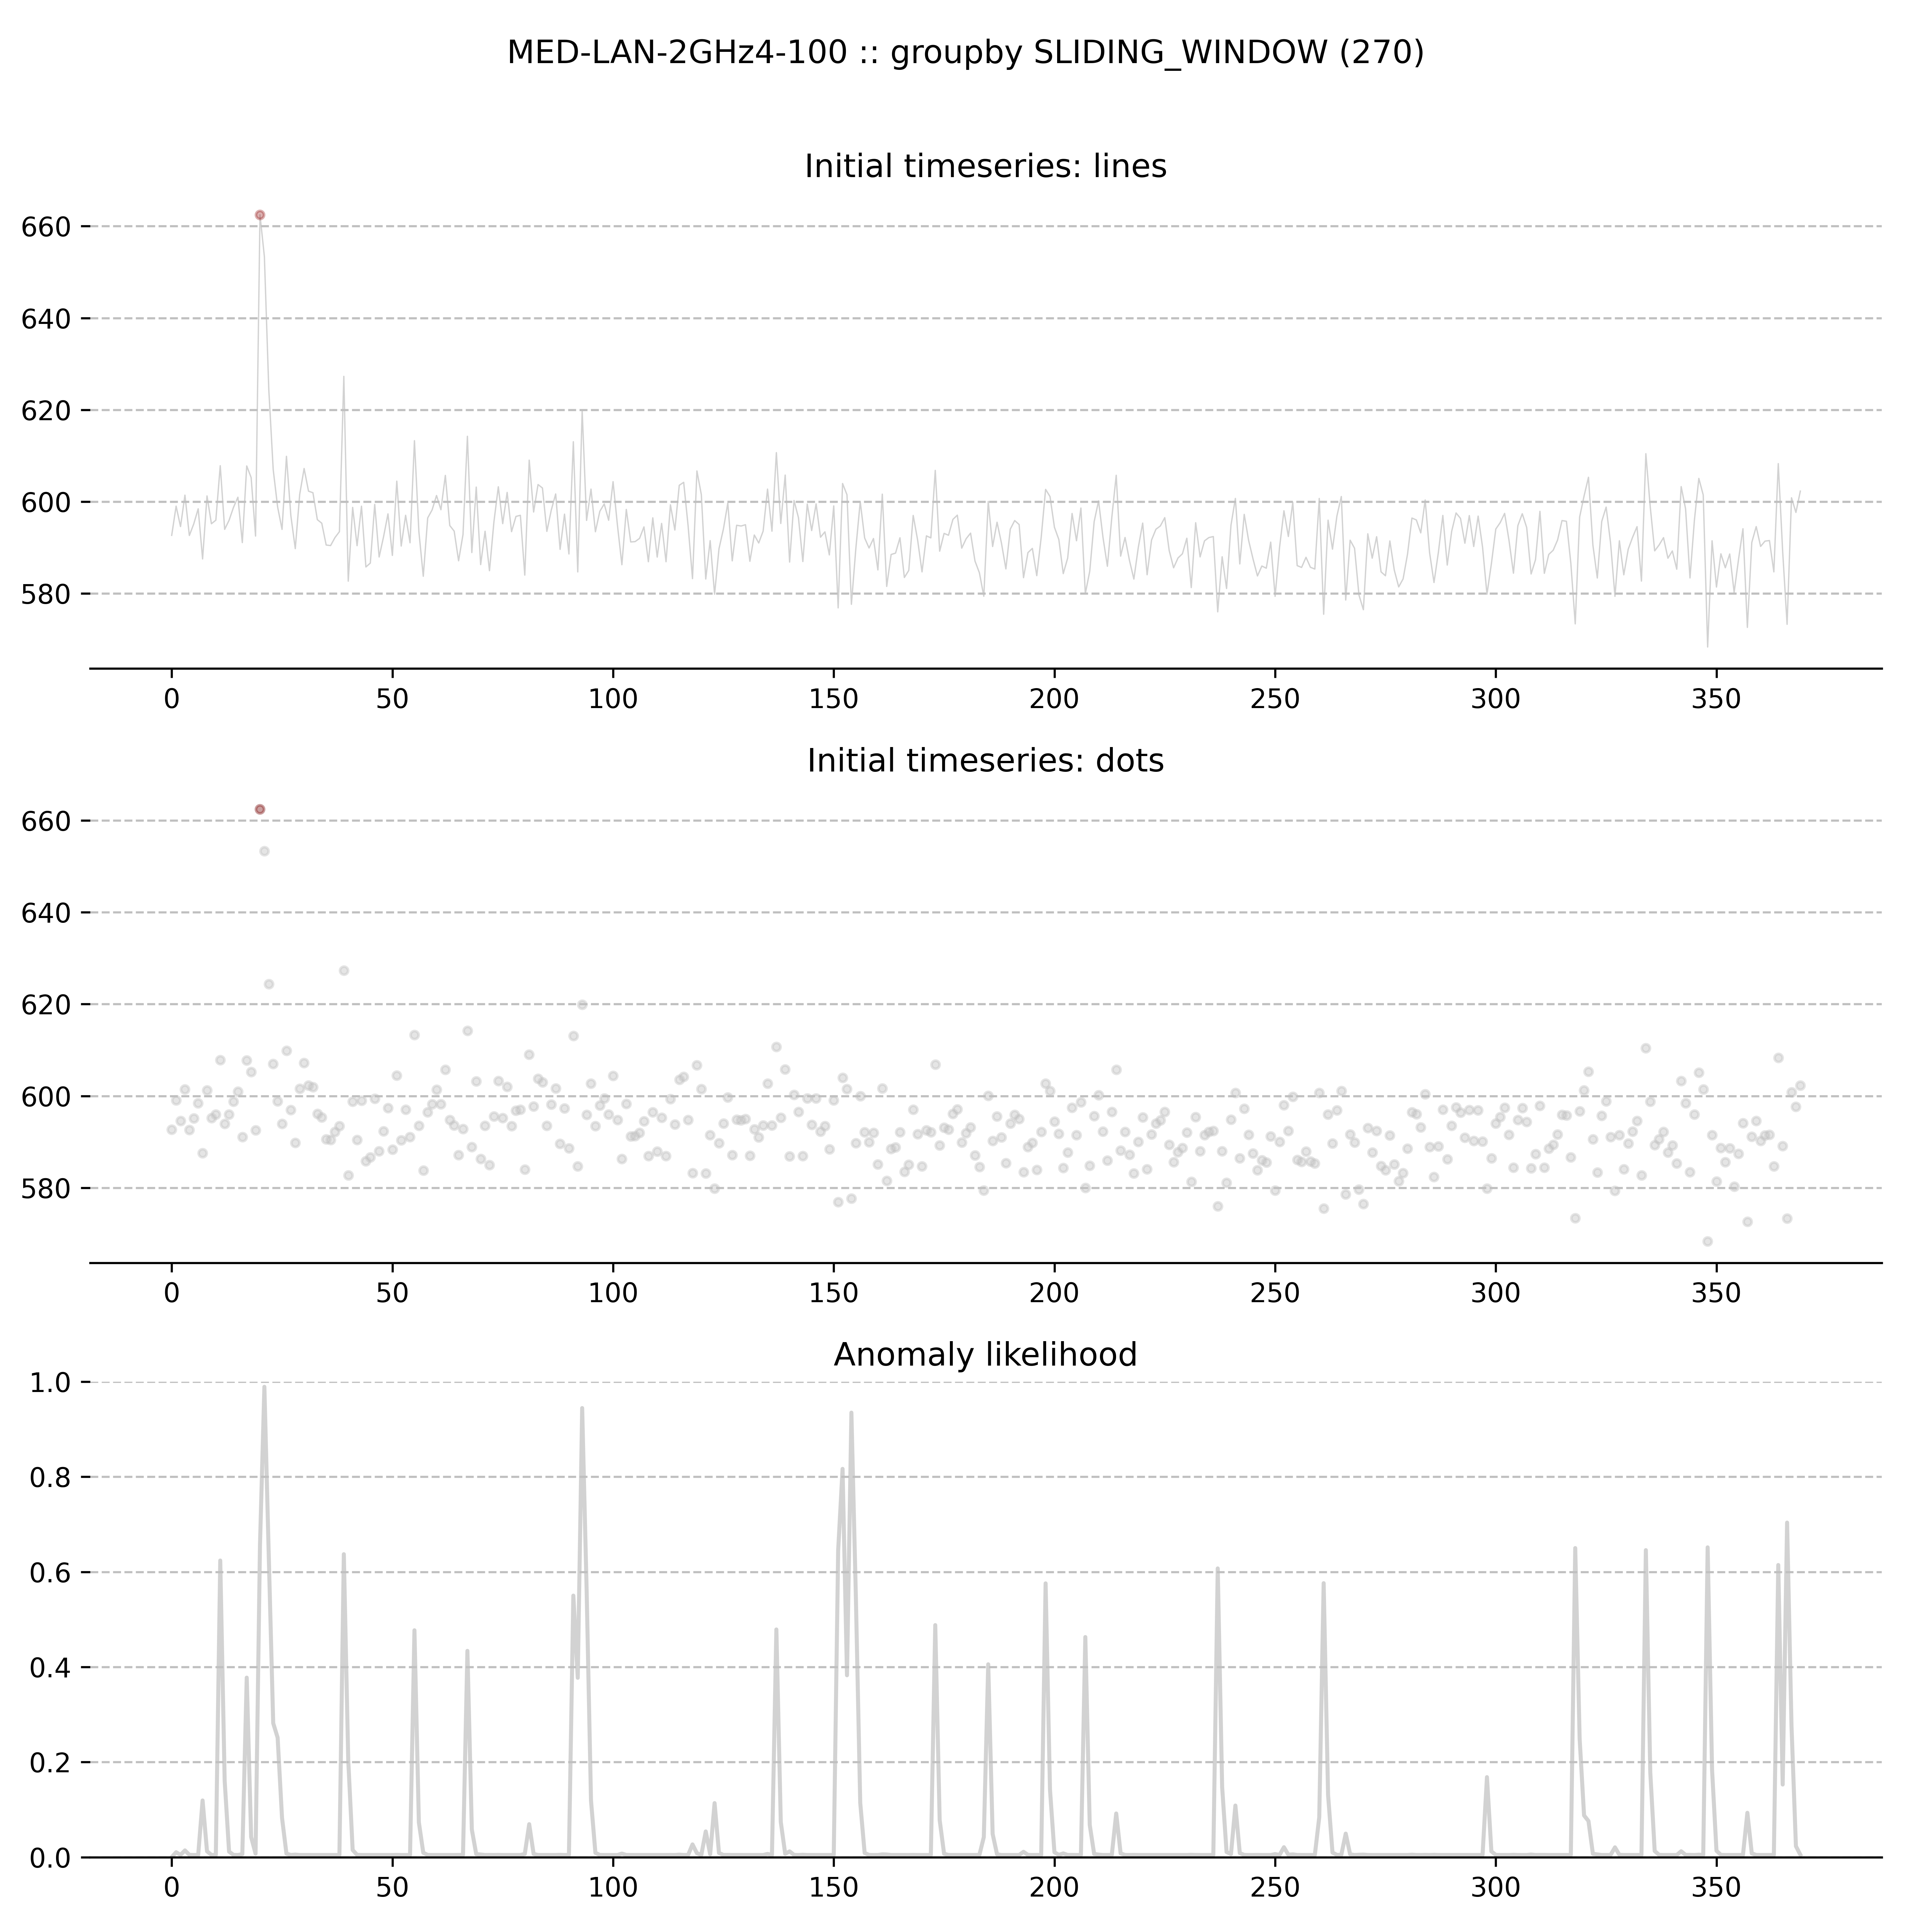 MED-LAN-2GHz4-100 :: groupby SLIDING_WINDOW (270)
Initial timeseries: lines
660
640
620
600
580
0 50 100 150 200 250 300 350
Initial timeseries: dots
660
640
620
600
580
0 50 100 150 200 250 300 350
Anomaly likelihood
1.0
0.8
0.6
0.4
0.2
0.0
0 50 100 150 200 250 300 350